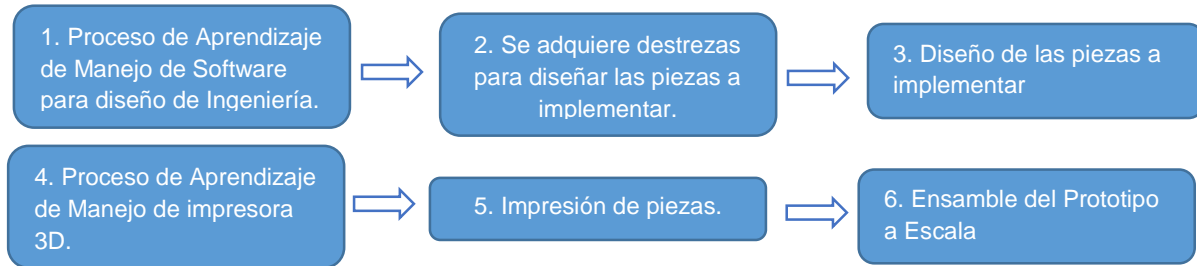 1. Proceso de Aprendizaje
de Manejo de Software
para diseño de Ingeniería.
2. Se adquiere destrezas
para diseñar las piezas a
implementar.
3. Diseño de las piezas a
implementar
4. Proceso de Aprendizaje
de Manejo de impresora
3D.
5. Impresión de piezas.
6. Ensamble del Prototipo
a Escala